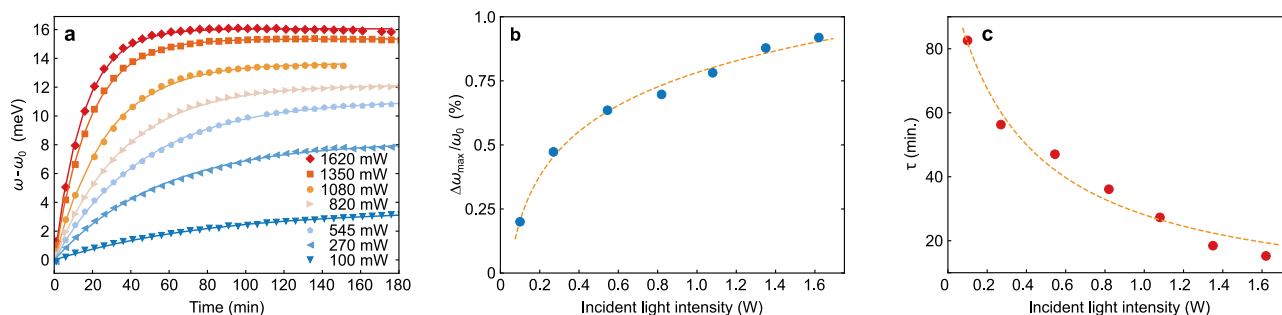 a
ω-ω0 (meV)
16
14
12
10
8
6
4
2
0
1620 mW
1350 mW
1080 mW
820 mW
545 mW
270 mW
100 mW
0 20 40 60 80 100 120 140 160 180
Time (min)
b
Δωmax/ω0 (%)
1.0
0.75
0.5
0.25
0
0 0.2 0.4 0.6 0.8 1.0 1.2 1.4 1.6
Incident light intensity (W)
c
τ (min.)
80
60
40
20
0 0.2 0.4 0.6 0.8 1.0 1.2 1.4 1.6
Incident light intensity (W)